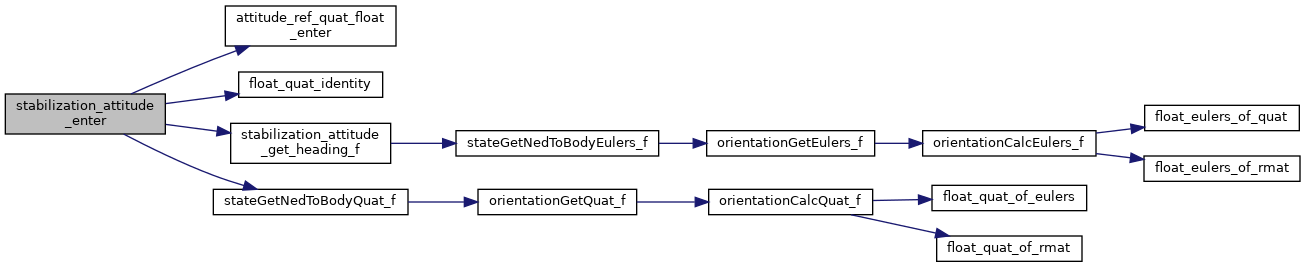 stabilization_attitude
_enter
attitude_ref_quat_float
_enter
float_quat_identity
stabilization_attitude
_get_heading_f
stateGetNedToBodyQuat_f
stateGetNedToBodyEulers_f
orientationGetEulers_f
orientationCalcEulers_f
float_eulers_of_quat
float_eulers_of_rmat
orientationGetQuat_f
orientationCalcQuat_f
float_quat_of_eulers
float_quat_of_rmat